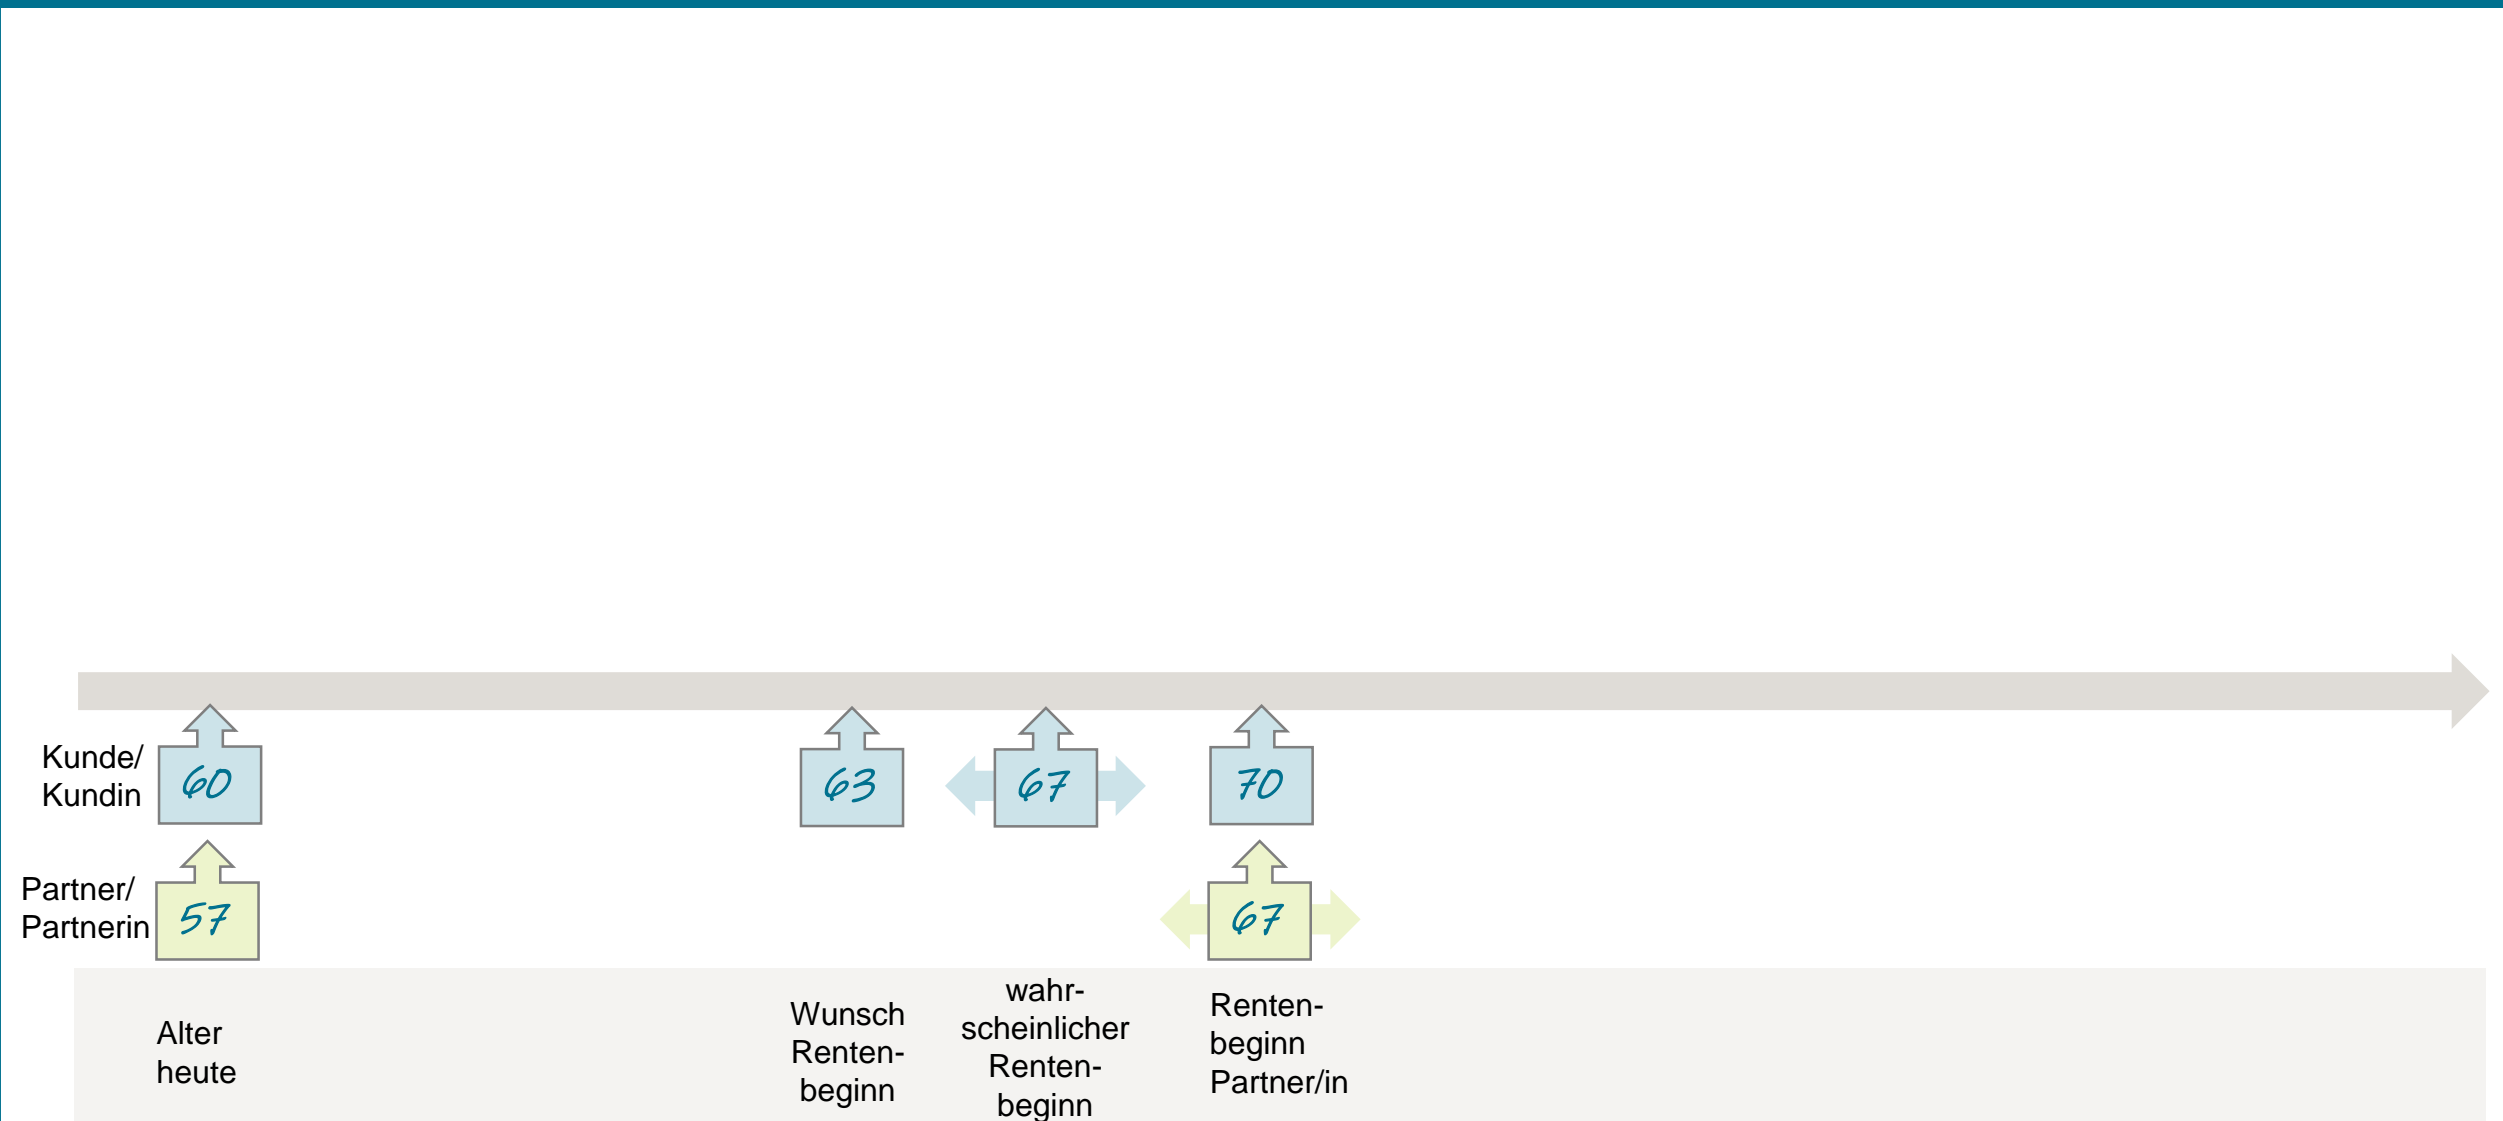 Kunde/
Kundin
60
63
67
70
Partner/
Partnerin
57
67
Alter
heute
Wunsch
Renten-
beginn
wahr-
scheinlicher
Renten-
beginn
Renten-
beginn
Partner/in